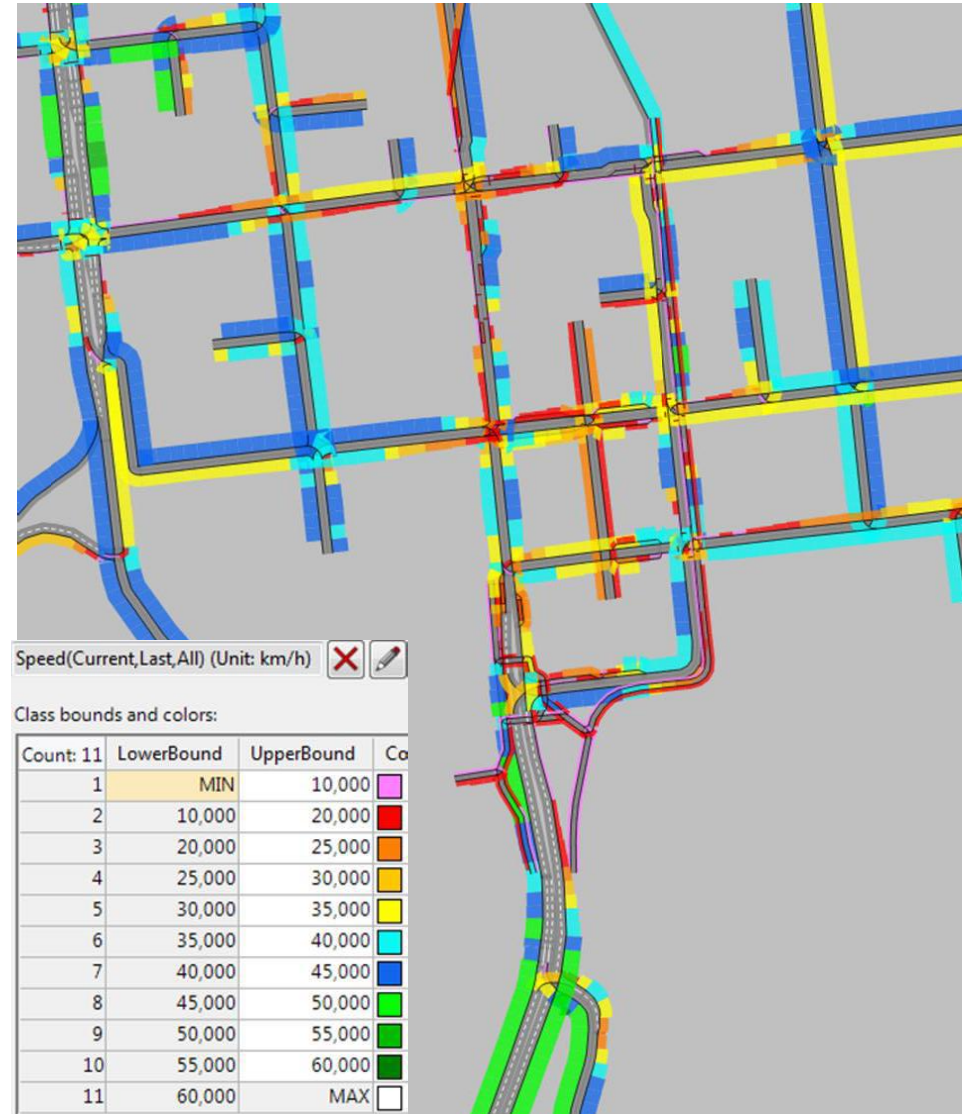 Speed(Current,Last,All) (Unit: km/h)
Class bounds and colors:
Count: 11 LowerBound UpperBound Co
1 MIN 10,000
2 10,000 20,000
3 20,000 25,000
4 25,000 30,000
5 30,000 35,000
6 35,000 40,000
7 40,000 45,000
8 45,000 50,000
9 50,000 55,000
10 55,000 60,000
11 60,000 MAX